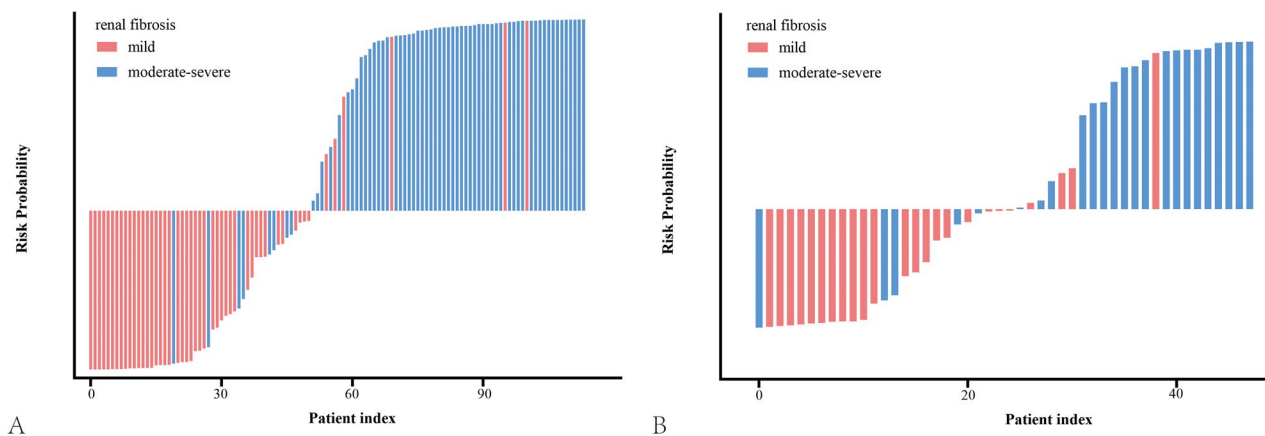 renal fibrosis
mild
moderate-severe
Risk Probability
0 30 60 90
Patient index
A
renal fibrosis
mild
moderate-severe
Risk Probability
0 20 40
Patient index
B